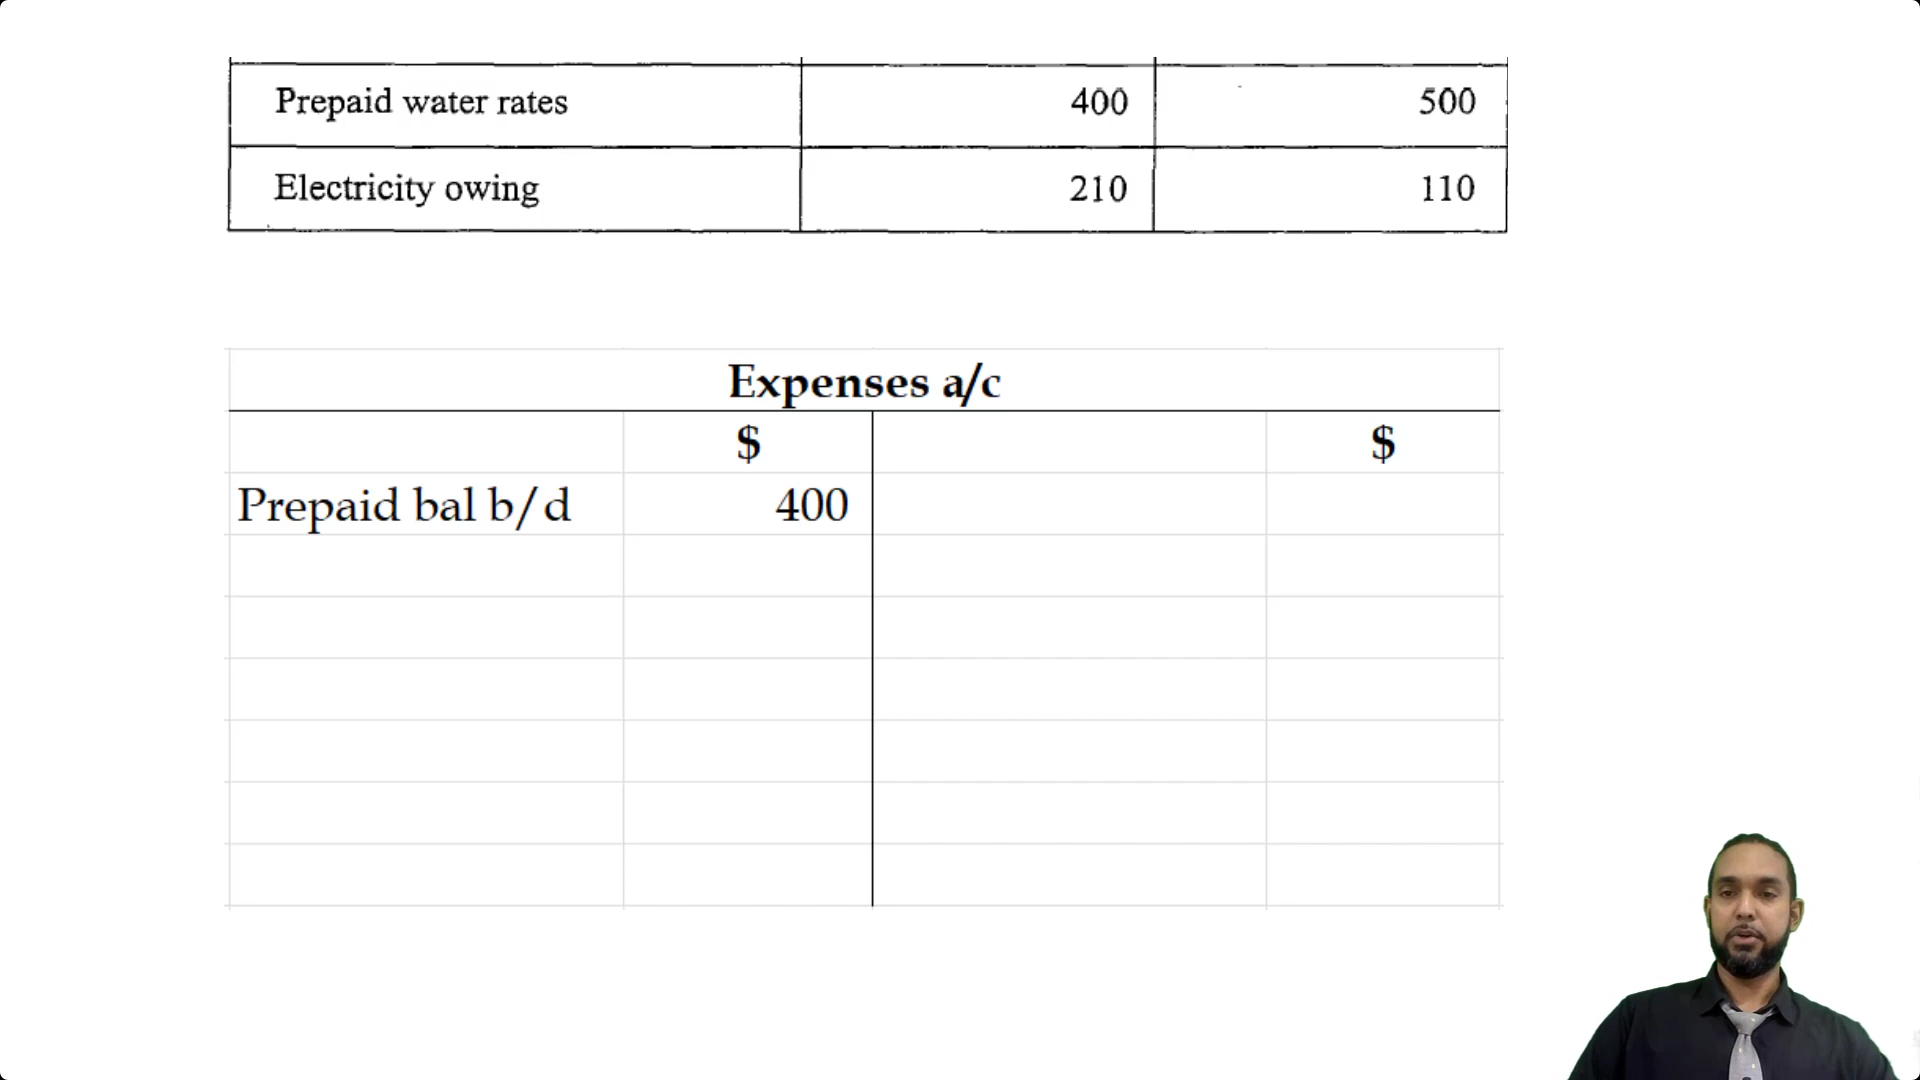 Prepaid water rates 400 500
Electricity owing 210 110
Expenses a/c
$ $
Prepaid bal b/d 400